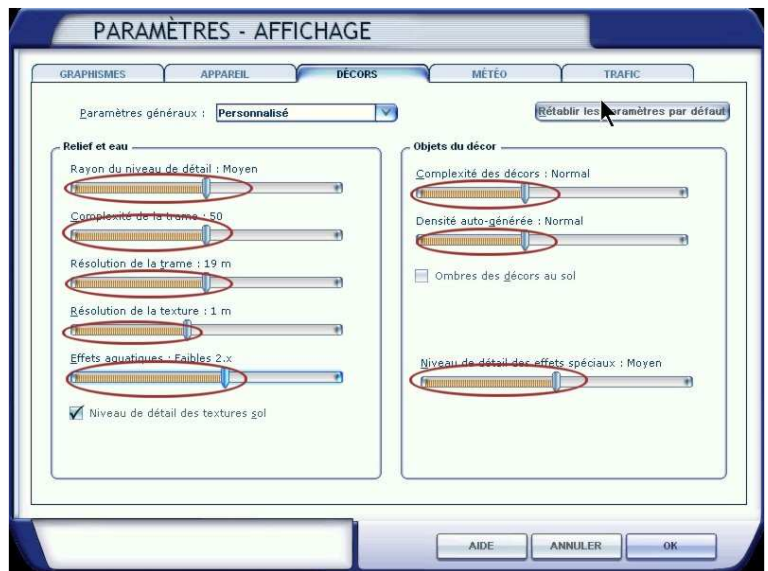 PARAMÈTRES - AFFICHAGE
GRAPHISMES APPAREIL DÉCORS MÉTÉO TRAFIC
Paramètres généraux : Personnalisé Rétablir les paramètres par défaut
Relief et eau
Rayon du niveau de détail : Moyen
Complexité de la trame : 50
Résolution de la trame : 19 m
Résolution de la texture : 1 m
Effets aquatiques : Faibles 2.x
Niveau de détail des textures sol
Objets du décor
Complexité des décors : Normal
Densité auto-générée : Normal
Ombres des décors au sol
Niveau de détail des effets spéciaux : Moyen
AIDE ANNULER OK